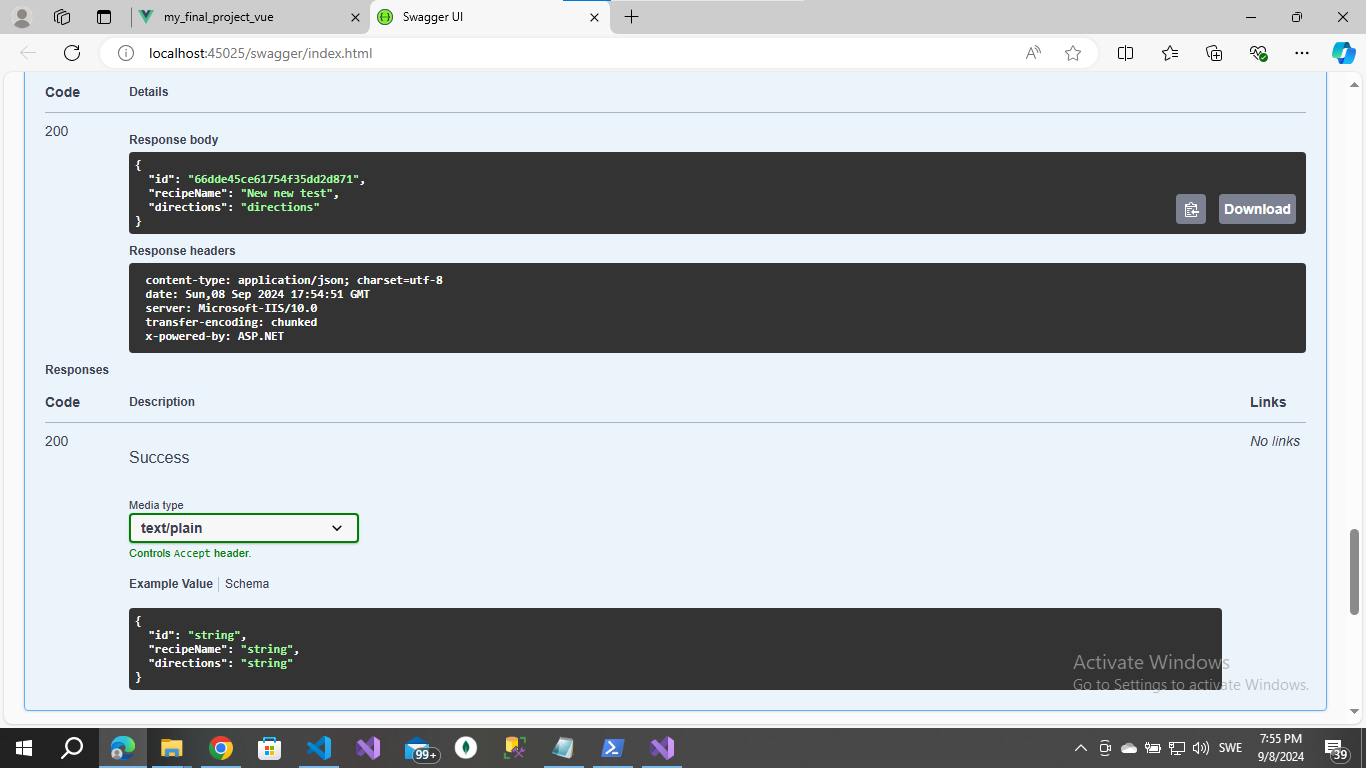 my_final_project_vue
Swagger UI
localhost:45025/swagger/index.html
Code
Details
200
Response body
{
"id": "66dde45ce61754f35dd2d871",
"recipeName": "New new test",
"directions": "directions"
}
Download
Response headers
content-type: application/json; charset=utf-8
date: Sun,08 Sep 2024 17:54:51 GMT
server: Microsoft-IIS/10.0
transfer-encoding: chunked
x-powered-by: ASP.NET
Responses
Code
Description
Links
200
Success
No links
Media type
text/plain
Controls Accept header.
Example Value
Schema
{
"id": "string",
"recipeName": "string",
"directions": "string"
}
Activate Windows
Go to Settings to activate Windows.
99+
SWE
7:55 PM
9/8/2024
39